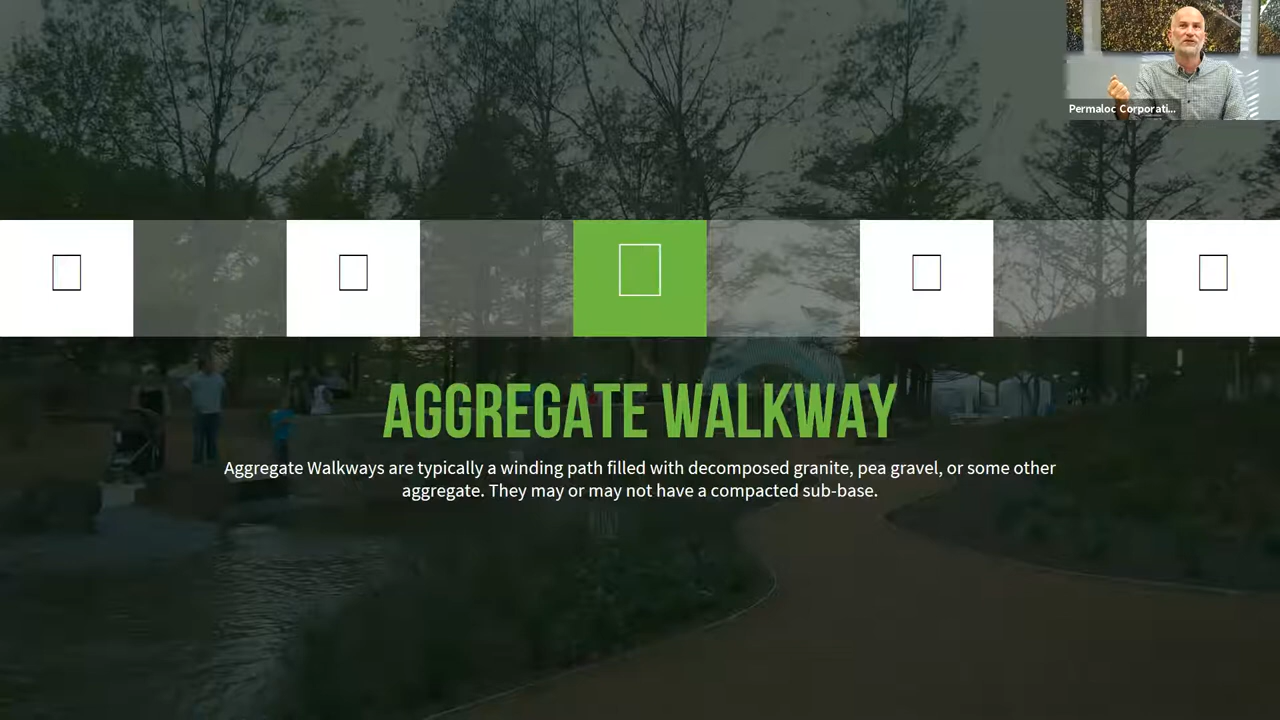 Permaloc Corporati...
AGGREGATE WALKWAY
Aggregate Walkways are typically a winding path filled with decomposed granite, pea gravel, or some other
aggregate. They may or may not have a compacted sub-base.